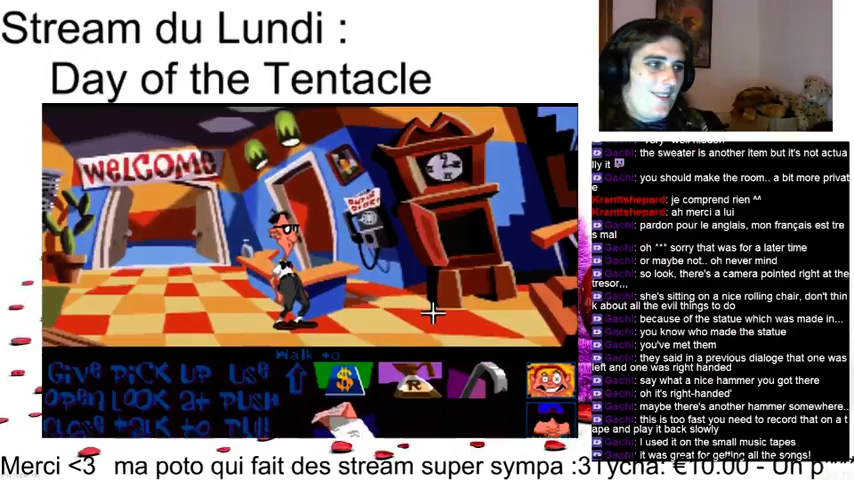 Stream du Lundi :
Day of the Tentacle
WELCOME
OUT OF ORDER
Walk to
Give Pick up Use
Open Look at Push
Close Talk to Pull
$
R
Gachi: the sweater is another item but it's not actua
lly it
Gachi: you should make the room.. a bit more privat
e
Kranttshepard: je comprend rien ^^
Kranttshepard: ah merci a lui
Gachi: pardon pour le anglais, mon français est tre
s mal
Gachi: oh *** sorry that was for a later time
Gachi: or maybe not.. oh never mind
Gachi: so look, there's a camera pointed right at the
tresor,,,
Gachi: she's sitting on a nice rolling chair, don't thin
k about all the evil things to do
Gachi: because of the statue which was made in...
Gachi: you know who made the statue
Gachi: you've met them
Gachi: they said in a previous dialoge that one was
left and one was right handed
Gachi: say what a nice hammer you got there
Gachi: oh it's right-handed'
Gachi: maybe there's another hammer somewhere..
Gachi: this is too fast you need to record that on a t
ape and play it back slowly
Gachi: I used it on the small music tapes
Gachi: it was great for getting all the songs!
Merci <3 ma poto qui fait des stream super sympa :3Tycha: €10.00 - Un p